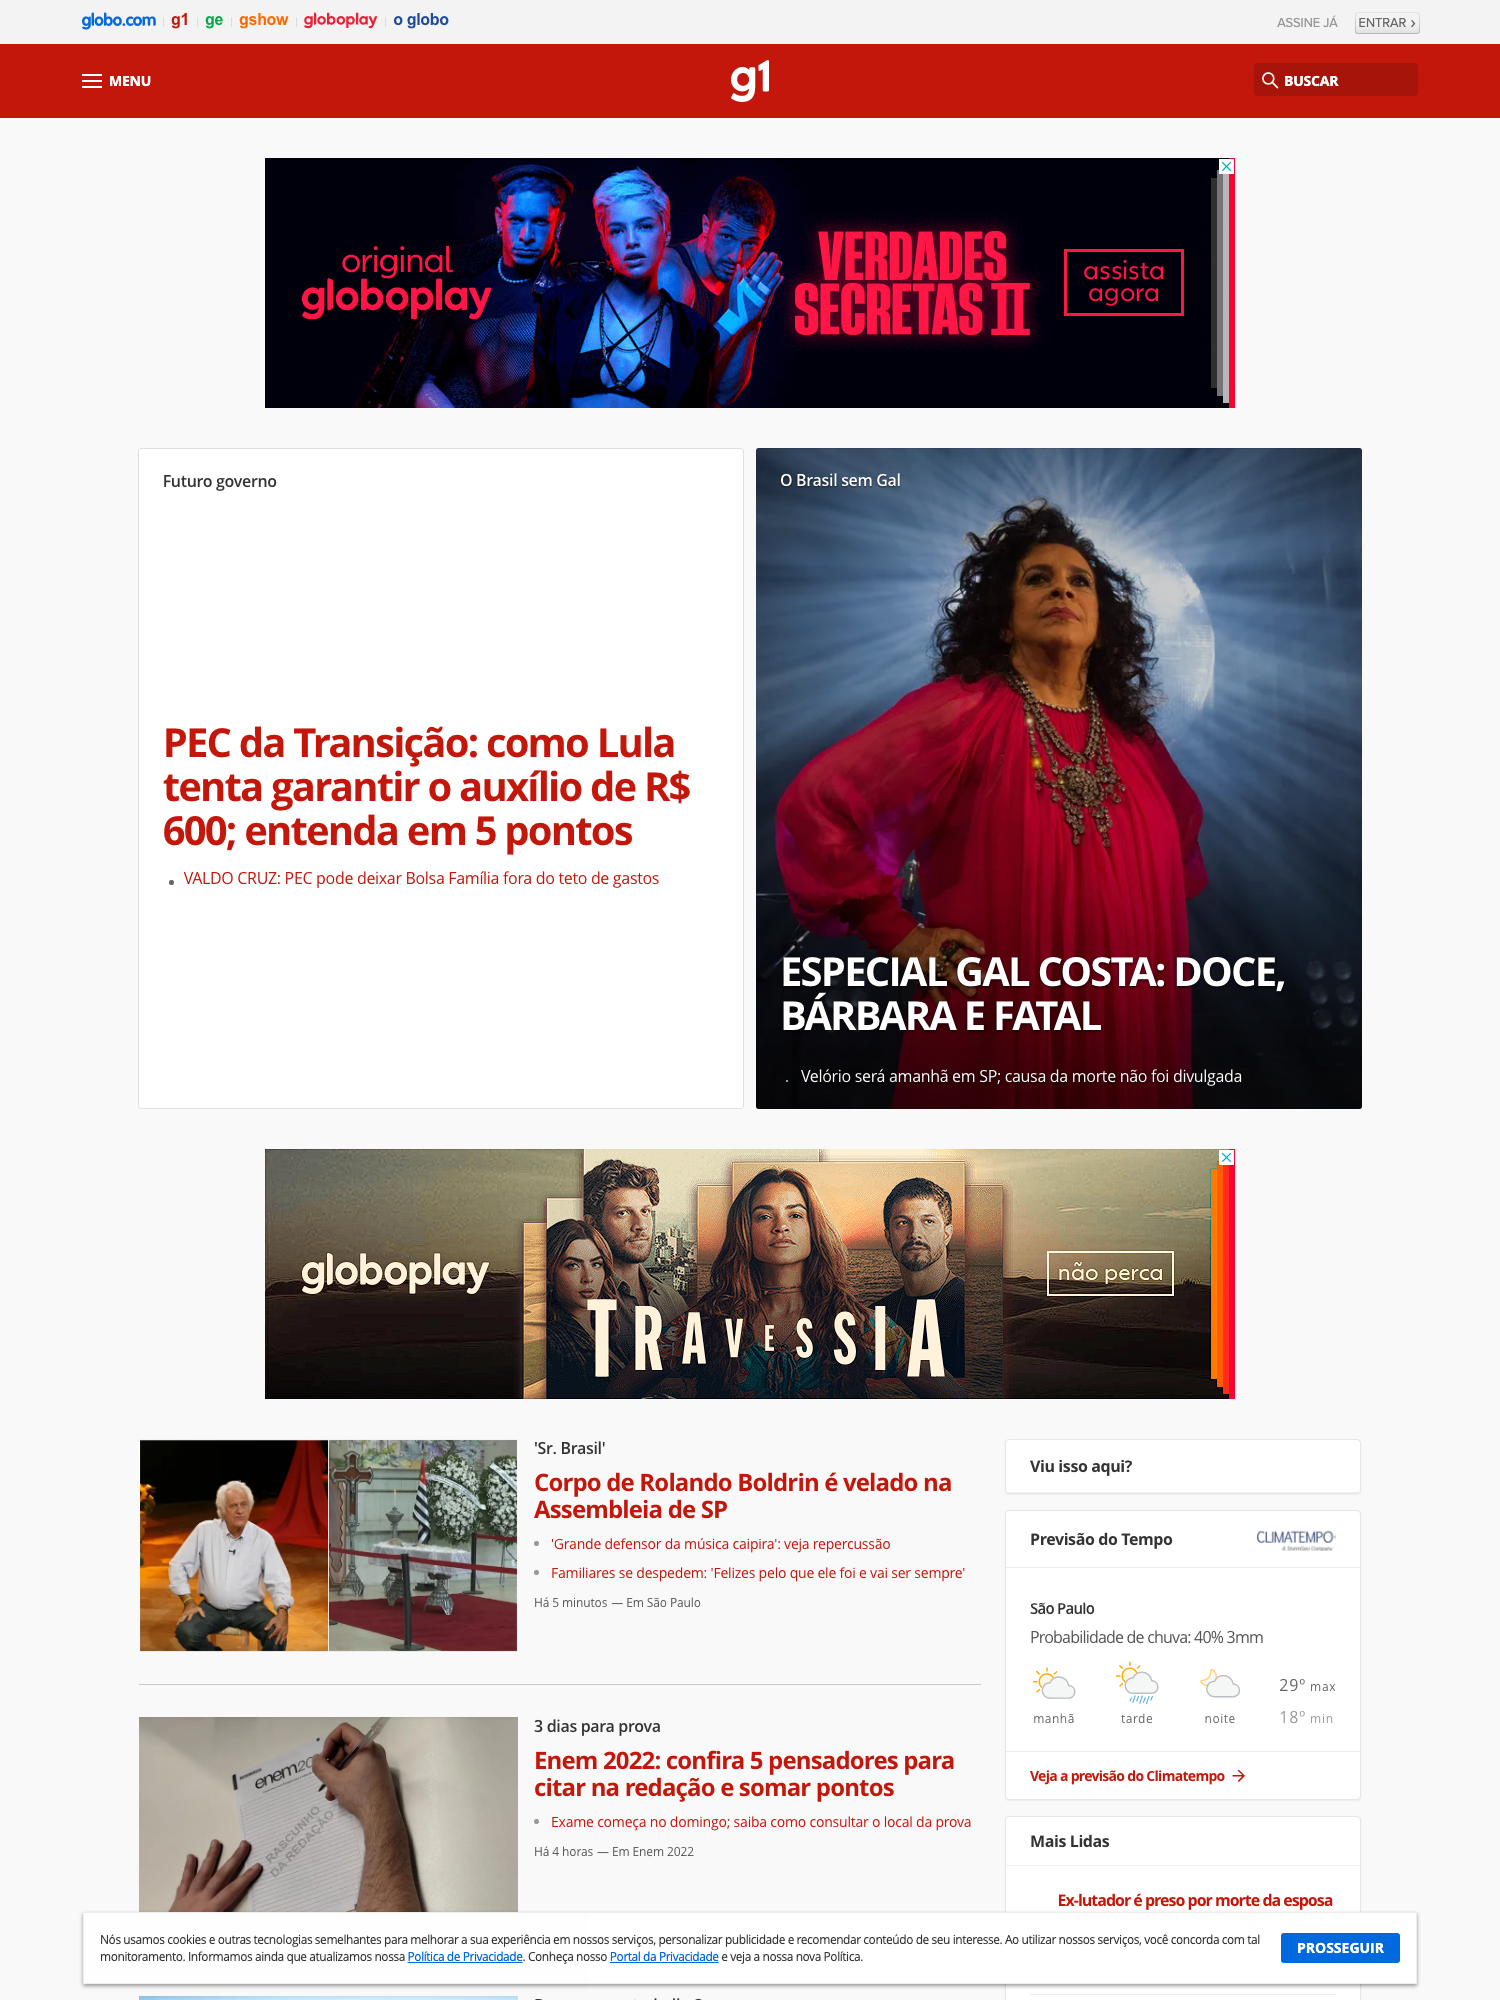 globo.com g1 ge gshow globoplay o globo
ASSINE JÁ ENTRAR ›
MENU
g1
BUSCAR
original
globoplay
VERDADES
SECRETAS II
assista
agora
Futuro governo
PEC da Transição: como Lula
tenta garantir o auxílio de R$
600; entenda em 5 pontos
VALDO CRUZ: PEC pode deixar Bolsa Família fora do teto de gastos
O Brasil sem Gal
ESPECIAL GAL COSTA: DOCE,
BÁRBARA E FATAL
. Velório será amanhã em SP; causa da morte não foi divulgada
globoplay
TRAVESSIA
não perca
'Sr. Brasil'
Corpo de Rolando Boldrin é velado na
Assembleia de SP
'Grande defensor da música caipira': veja repercussão
Familiares se despedem: 'Felizes pelo que ele foi e vai ser sempre'
Há 5 minutos — Em São Paulo
enem20
RASCUNHO
DA REDAÇÃO
3 dias para prova
Enem 2022: confira 5 pensadores para
citar na redação e somar pontos
Exame começa no domingo; saiba como consultar o local da prova
Há 4 horas — Em Enem 2022
Viu isso aqui?
Previsão do Tempo
CLIMATEMPO
A StormGeo Company
São Paulo
Probabilidade de chuva: 40% 3mm
manhã tarde noite
29º max
18º min
Veja a previsão do Climatempo
Mais Lidas
Ex-lutador é preso por morte da esposa
Nós usamos cookies e outras tecnologias semelhantes para melhorar a sua experiência em nossos serviços, personalizar publicidade e recomendar conteúdo de seu interesse. Ao utilizar nossos serviços, você concorda com tal
monitoramento. Informamos ainda que atualizamos nossa Política de Privacidade. Conheça nosso Portal da Privacidade e veja a nossa nova Política.
PROSSEGUIR